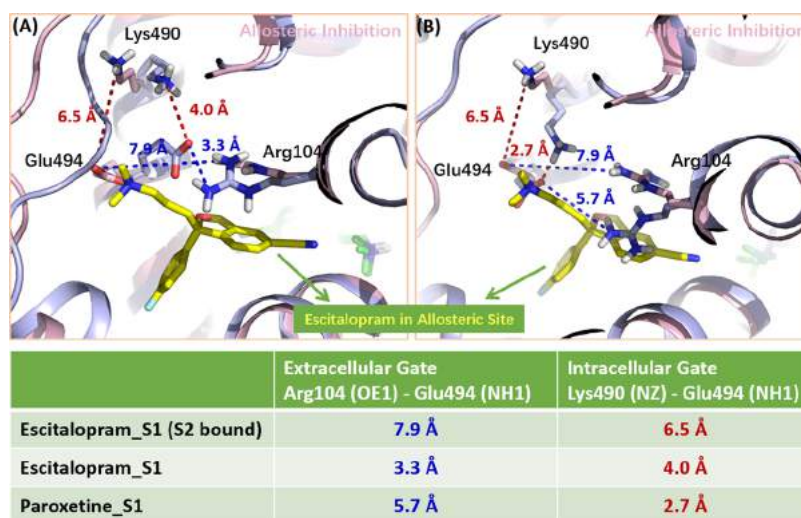 (A) Allosteric Inhibition
Lys490
6.5 Å
4.0 Å
7.9 Å
3.3 Å
Glu494
Arg104
(B) Allosteric Inhibition
Lys490
6.5 Å
2.7 Å
7.9 Å
Glu494
Arg104
5.7 Å
Escitalopram in Allosteric Site
Extracellular Gate Intracellular Gate
Arg104 (OE1) - Glu494 (NH1) Lys490 (NZ) - Glu494 (NH1)
Escitalopram_S1 (S2 bound) 7.9 Å 6.5 Å
Escitalopram_S1 3.3 Å 4.0 Å
Paroxetine_S1 5.7 Å 2.7 Å